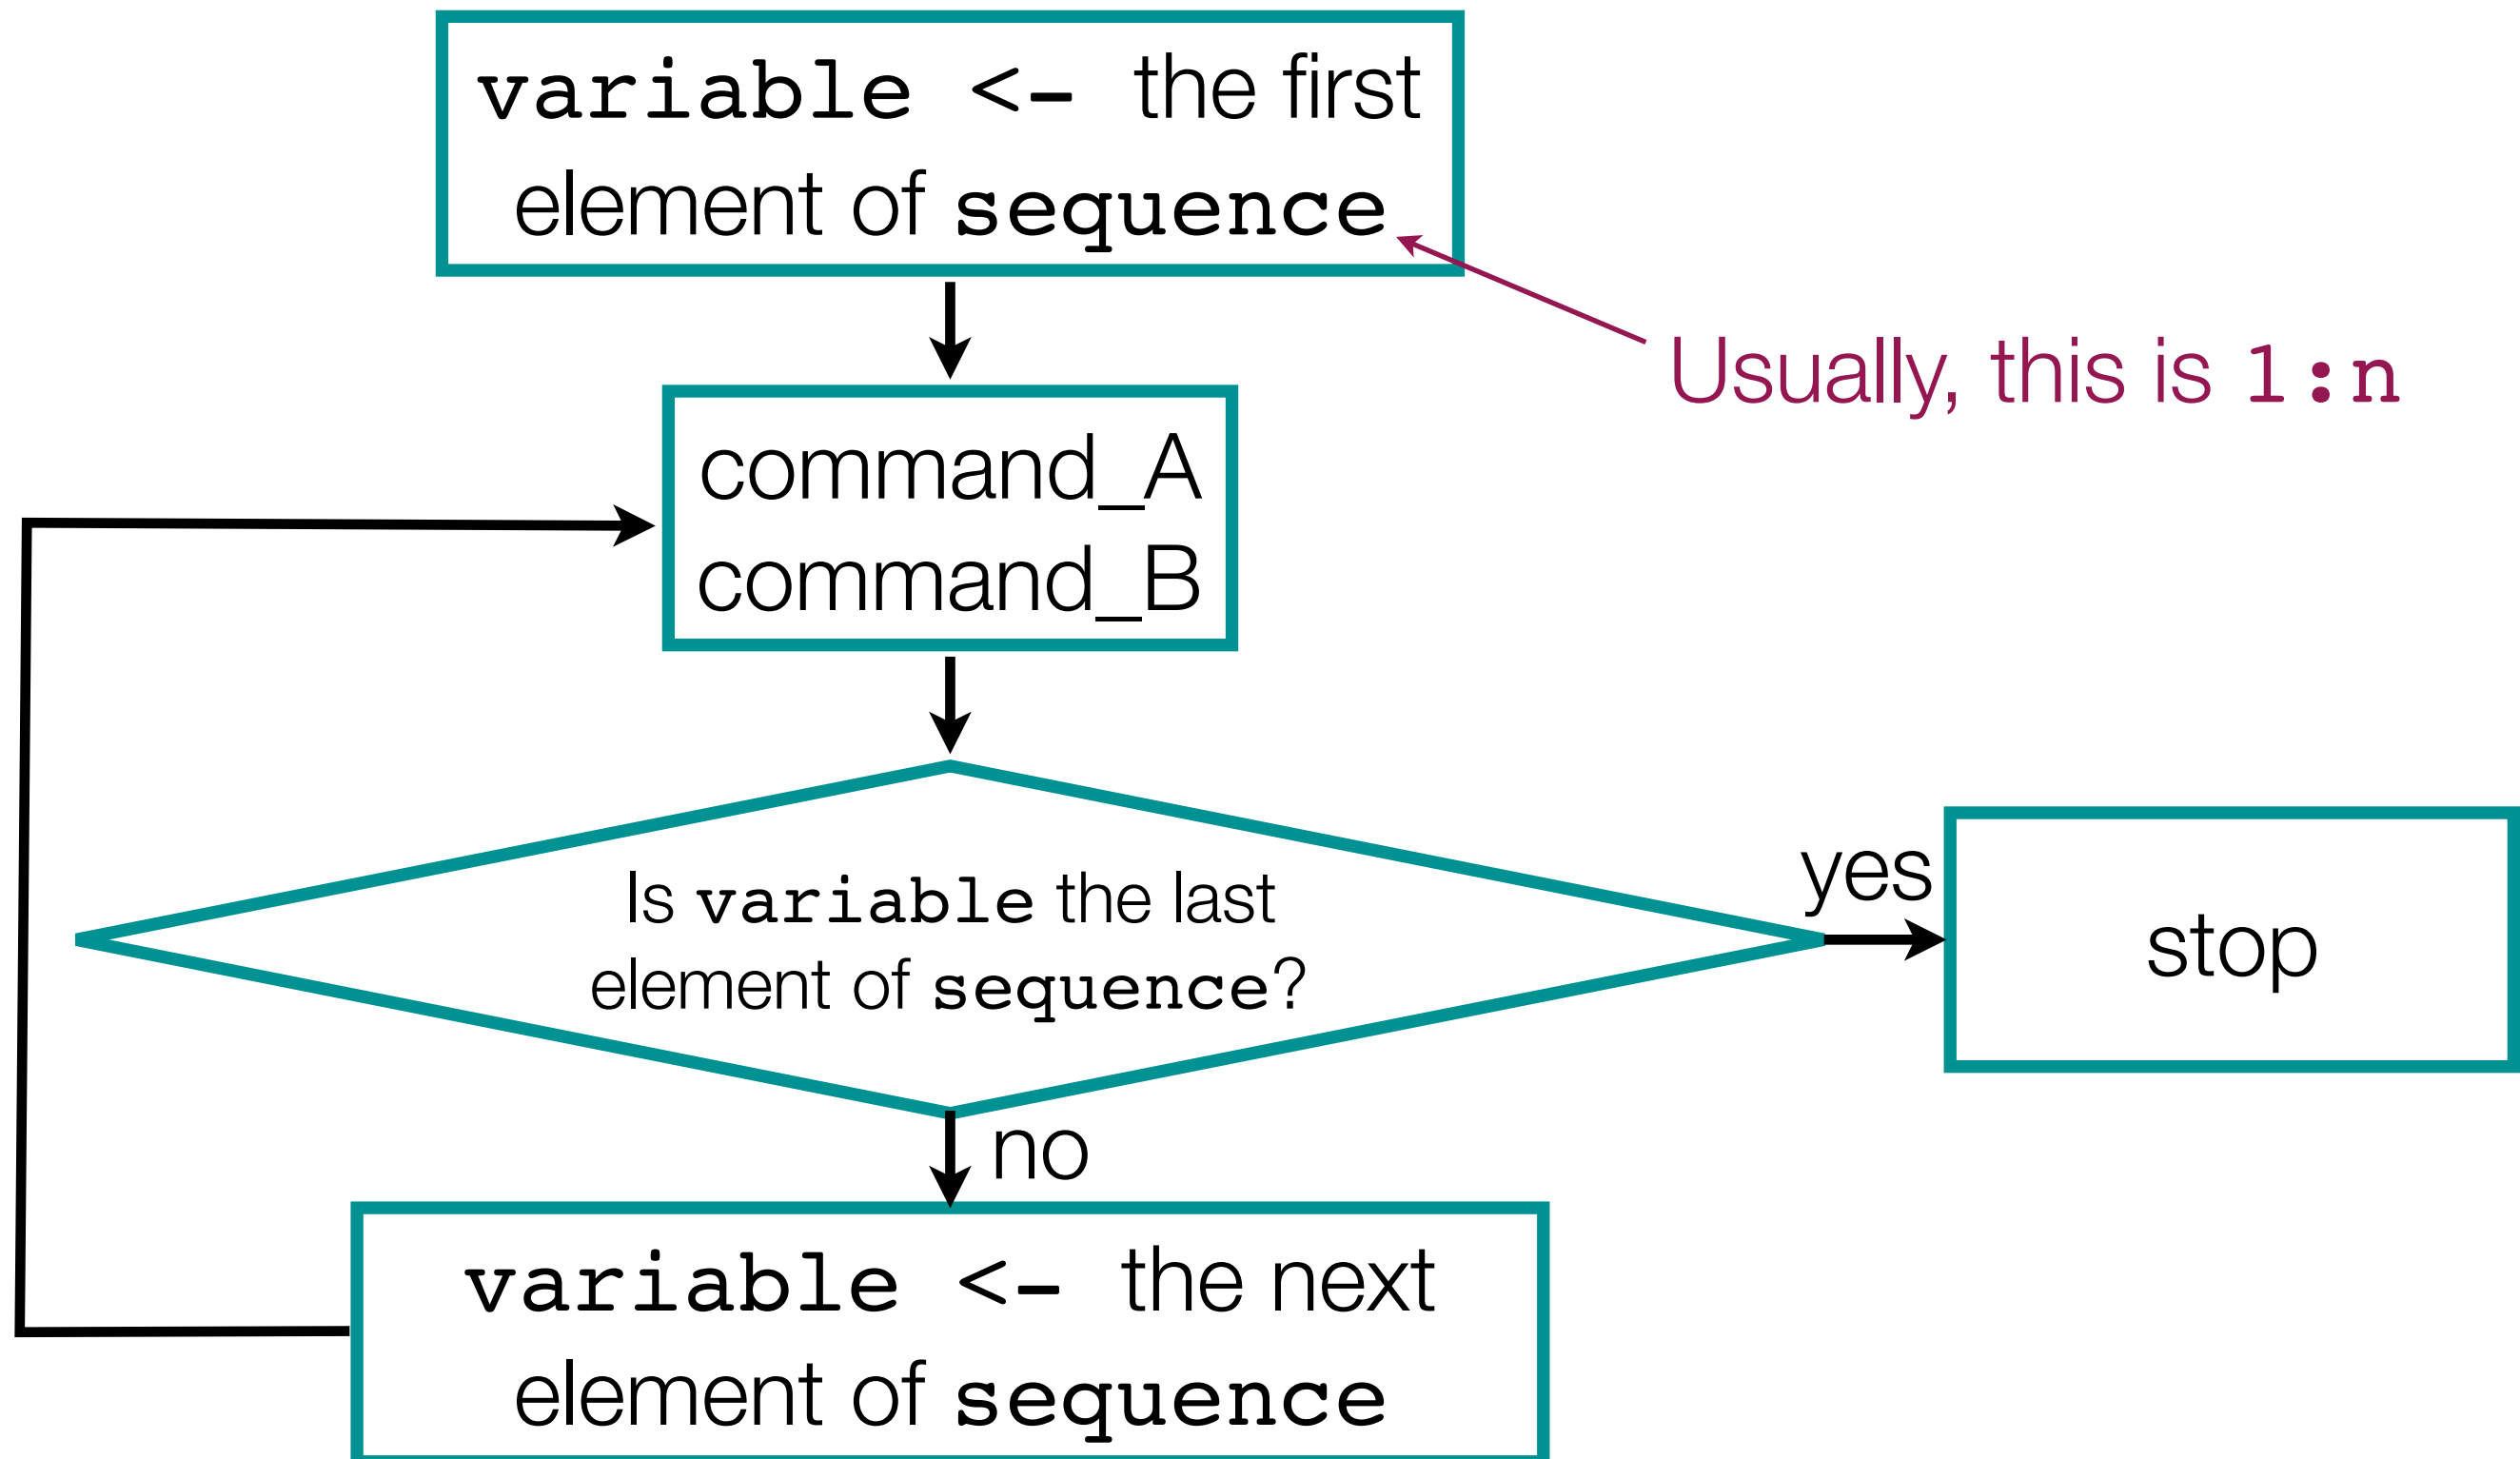 variable <- the first
element of sequence
Usually, this is 1:n
command_A
command_B
Is variable the last
element of sequence?
yes
stop
no
variable <- the next
element of sequence